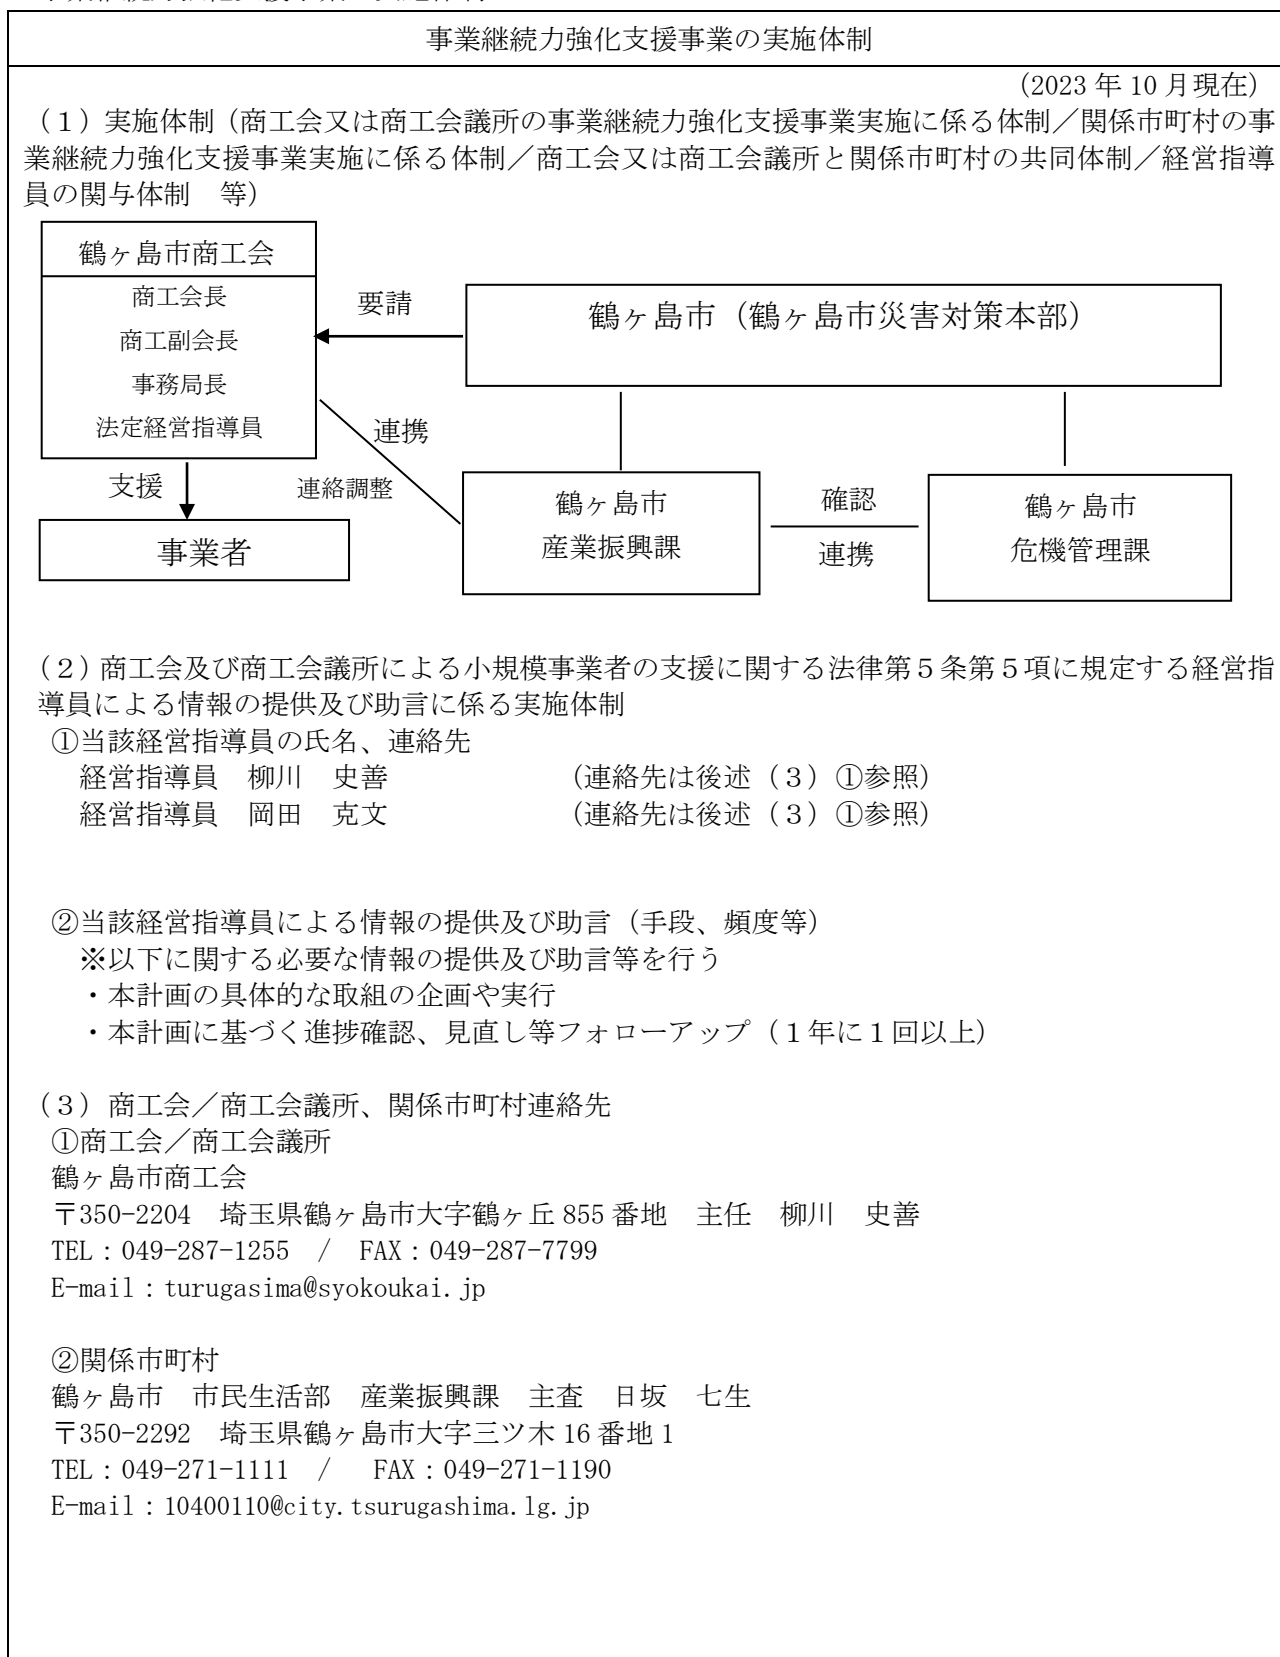 事業継続力強化支援事業の実施体制
（2023 年 10 月現在）
（１）実施体制（商工会又は商工会議所の事業継続力強化支援事業実施に係る体制／関係市町村の事
業継続力強化支援事業実施に係る体制／商工会又は商工会議所と関係市町村の共同体制／経営指導
員の関与体制　等）
鶴ヶ島市商工会
商工会長
商工副会長
事務局長
法定経営指導員
要請
鶴ヶ島市（鶴ヶ島市災害対策本部）
連携
支援
連絡調整
事業者
鶴ヶ島市
産業振興課
確認
連携
鶴ヶ島市
危機管理課
（２）商工会及び商工会議所による小規模事業者の支援に関する法律第５条第５項に規定する経営指
導員による情報の提供及び助言に係る実施体制
①当該経営指導員の氏名、連絡先
経営指導員　柳川　史善　（連絡先は後述（３）①参照）
経営指導員　岡田　克文　（連絡先は後述（３）①参照）
②当該経営指導員による情報の提供及び助言（手段、頻度等）
※以下に関する必要な情報の提供及び助言等を行う
・本計画の具体的な取組の企画や実行
・本計画に基づく進捗確認、見直し等フォローアップ（１年に１回以上）
（３）商工会／商工会議所、関係市町村連絡先
①商工会／商工会議所
鶴ヶ島市商工会
〒350-2204　埼玉県鶴ヶ島市大字鶴ヶ丘 855 番地　主任　柳川　史善
TEL：049-287-1255　/　FAX：049-287-7799
E-mail：turugasima@syokoukai.jp
②関係市町村
鶴ヶ島市　市民生活部　産業振興課　主査　日坂　七生
〒350-2292　埼玉県鶴ヶ島市大字三ツ木 16 番地 1
TEL：049-271-1111　/　FAX：049-271-1190
E-mail：10400110@city.tsurugashima.lg.jp